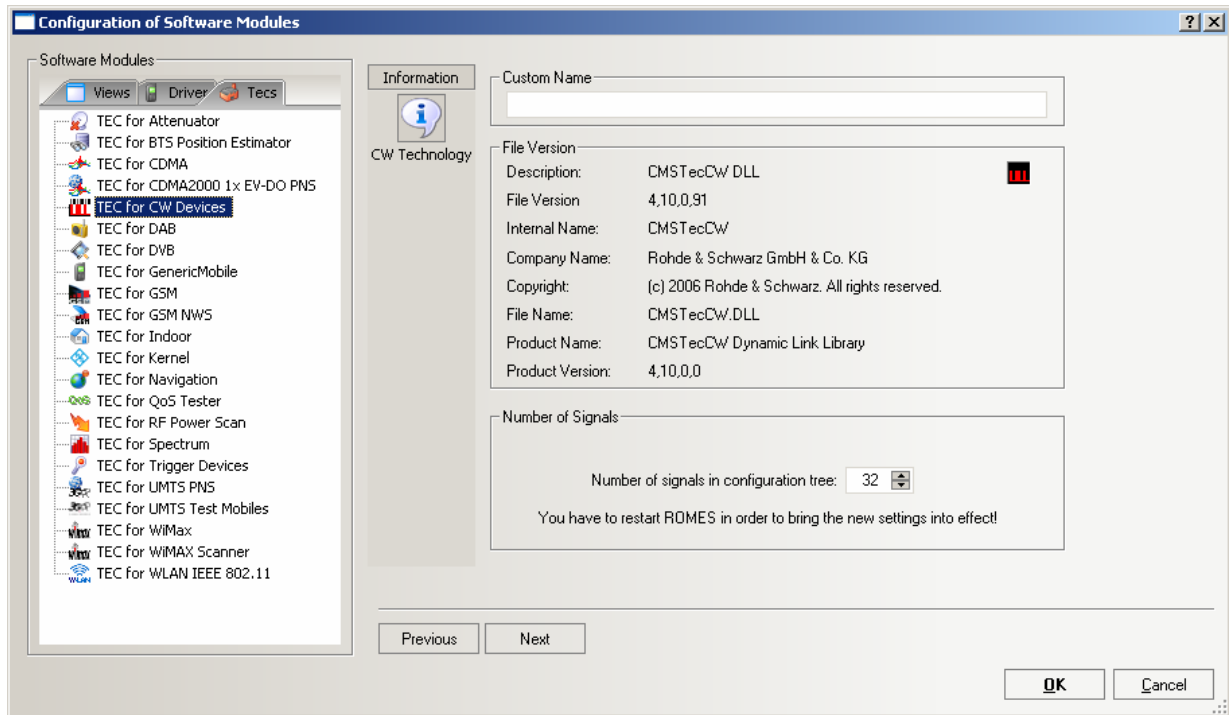 Configuration of Software Modules
Software Modules
Views Driver Tecs
TEC for Attenuator
TEC for BTS Position Estimator
TEC for CDMA
TEC for CDMA2000 1x EV-DO PNS
TEC for CW Devices
TEC for DAB
TEC for DVB
TEC for GenericMobile
TEC for GSM
TEC for GSM NWS
TEC for Indoor
TEC for Kernel
TEC for Navigation
TEC for QoS Tester
TEC for RF Power Scan
TEC for Spectrum
TEC for Trigger Devices
TEC for UMTS PNS
TEC for UMTS Test Mobiles
TEC for WiMax
TEC for WiMAX Scanner
TEC for WLAN IEEE 802.11
Information
CW Technology
Custom Name
File Version
Description: CMSTecCW DLL
File Version 4,10,0,91
Internal Name: CMSTecCW
Company Name: Rohde & Schwarz GmbH & Co. KG
Copyright: (c) 2006 Rohde & Schwarz. All rights reserved.
File Name: CMSTecCW.DLL
Product Name: CMSTecCW Dynamic Link Library
Product Version: 4,10,0,0
Number of Signals
Number of signals in configuration tree: 32
You have to restart ROMES in order to bring the new settings into effect!
Previous Next
OK Cancel